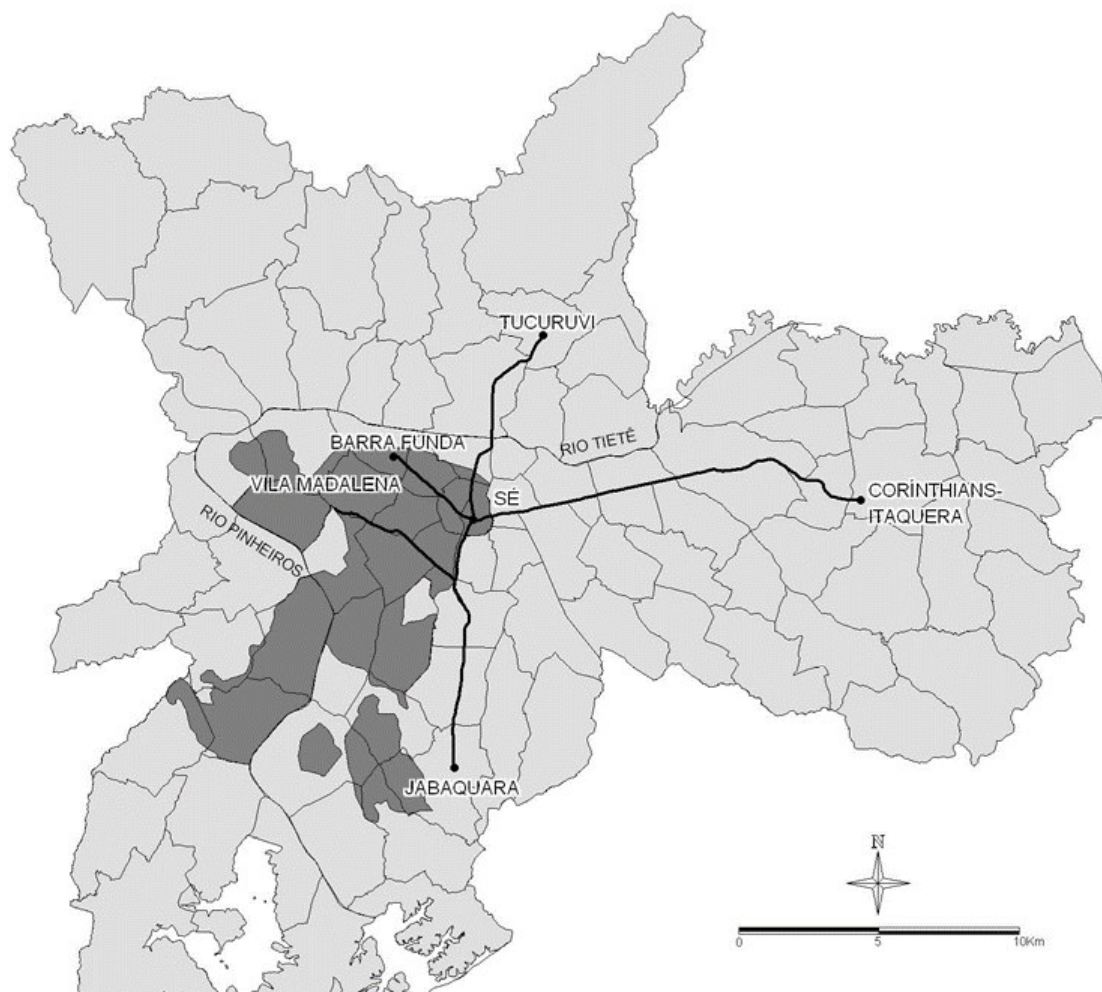 TUCURUVI
BARRA FUNDA
RIO TIETÊ
VILA MADALENA
SÉ
CORÍNTHIANS-
ITAQUERA
RIO PINHEIROS
JABAQUARA
N
0 5 10Km